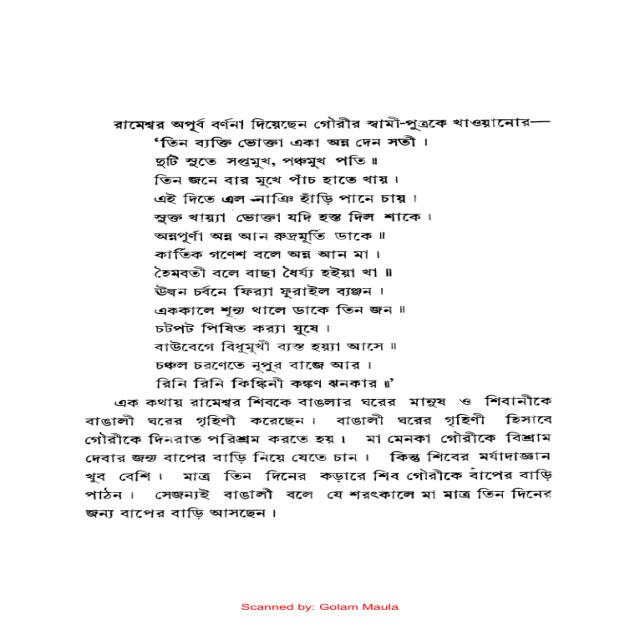 রামেশ্বর অপূর্ব বর্ণনা দিয়েছেন গৌরীর স্বামী-পুত্রকে খাওয়ানোর—
‘তিন ব্যক্তি ভোক্তা একা অন্ন দেন সতী ।
দুটি সুতে সপ্তমুখ, পঞ্চমুখ পতি ॥
তিন জনে বার মুখে পাঁচ হাতে খায় ।
এই দিতে এল নাঞি হাঁড়ি পানে চায় ।
সুক্ত খায়্যা ভোক্তা যদি হস্ত দিল শাকে ।
অন্নপূর্ণা অন্ন আন রুদ্রমূর্তি ডাকে ॥
কার্তিক গণেশ বলে অন্ন আন মা ।
হৈমবতী বলে বাছা ধৈর্য্য হইয়া খা ॥
উল্বন চর্বনে ফির‍্যা ফুরাইল ব্যঞ্জন ।
এককালে শূন্য থালে ডাকে তিন জন ॥
চটপট পিষিত কর‍্যা যুষে ।
বাউবেগে বিধুমুখী ব্যস্ত হয়্যা আসে ॥
চঞ্চল চরণেতে নূপুর বাজে আর ।
রিনি রিনি কিঙ্কিনী কঙ্কণ ঝনকার ॥’
এক কথায় রামেশ্বর শিবকে বাঙলার ঘরের মানুষ ও শিবানীকে
বাঙালী ঘরের গৃহিণী করেছেন । বাঙালী ঘরের গৃহিণী হিসাবে
গৌরীকে দিনরাত পরিশ্রম করতে হয় । মা মেনকা গৌরীকে বিশ্রাম
দেবার জন্য বাপের বাড়ি নিয়ে যেতে চান । কিন্তু শিবের মর্যাদাজ্ঞান
খুব বেশি । মাত্র তিন দিনের কড়ারে শিব গৌরীকে বাপের বাড়ি
পাঠান । সেজন্যই বাঙালী বলে যে শরৎকালে মা মাত্র তিন দিনের
জন্য বাপের বাড়ি আসছেন ।
Scanned by: Golam Maula